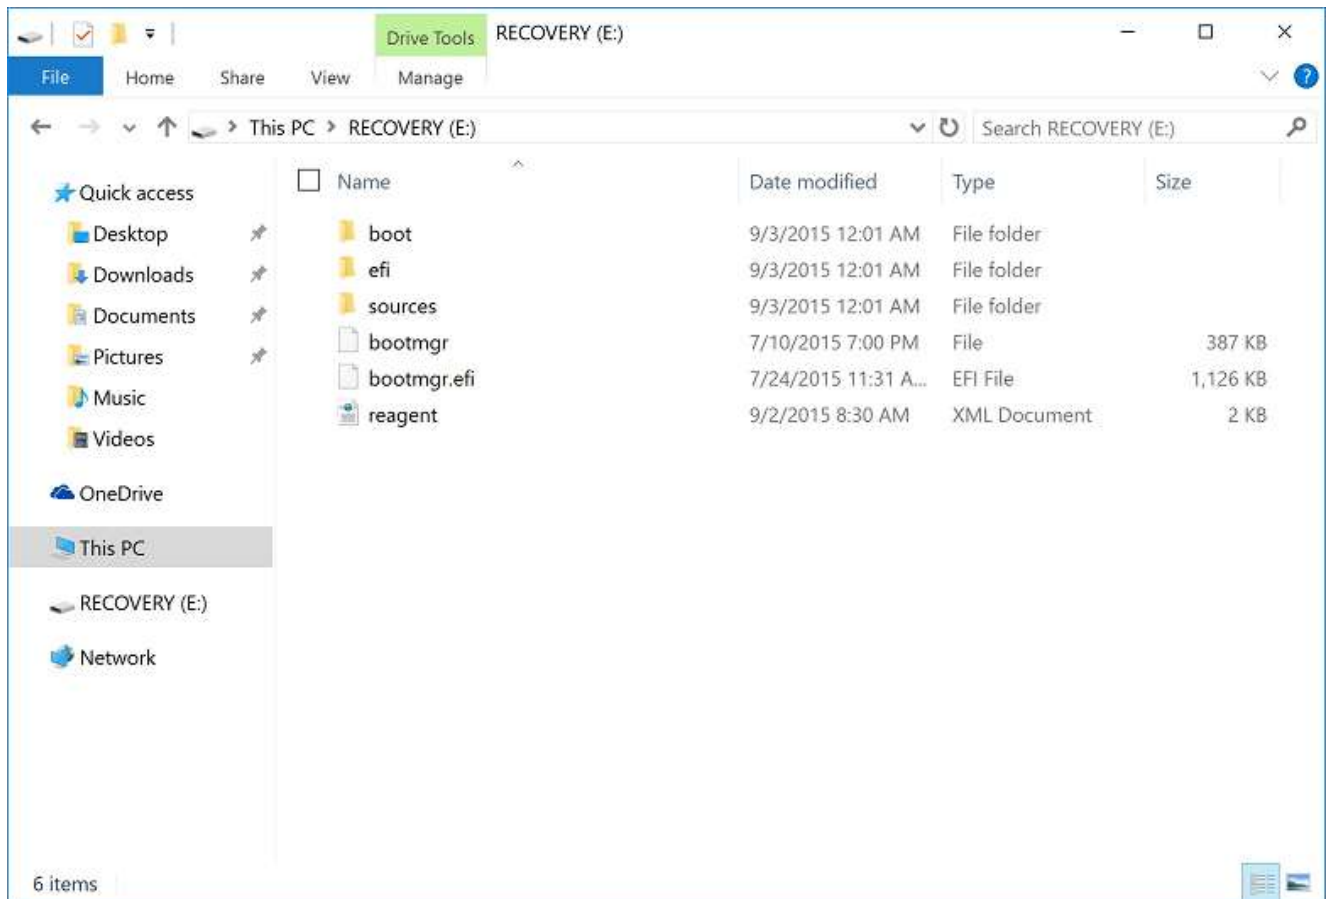 Drive Tools RECOVERY (E:)
File Home Share View Manage ?
This PC > RECOVERY (E:) Search RECOVERY (E:)
Name Date modified Type Size
Quick access
Desktop
Downloads
Documents
Pictures
Music
Videos
OneDrive
This PC
RECOVERY (E:)
Network
boot 9/3/2015 12:01 AM File folder
efi 9/3/2015 12:01 AM File folder
sources 9/3/2015 12:01 AM File folder
bootmgr 7/10/2015 7:00 PM File 387 KB
bootmgr.efi 7/24/2015 11:31 A... EFI File 1,126 KB
reagent 9/2/2015 8:30 AM XML Document 2 KB
6 items